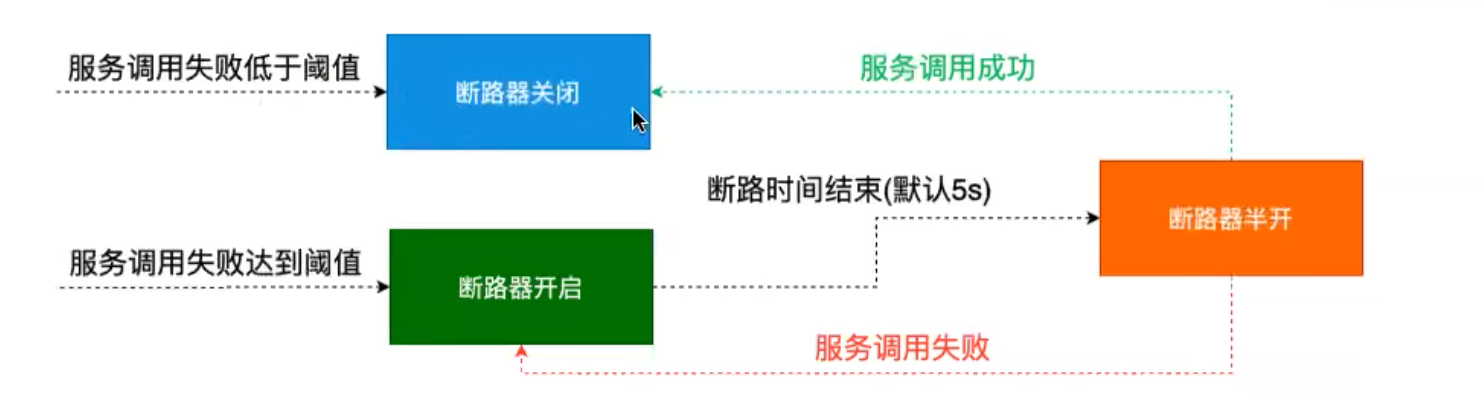 服务调用失败低于阈值
断路器关闭
服务调用成功
断路时间结束(默认5s)
断路器半开
服务调用失败达到阈值
断路器开启
服务调用失败